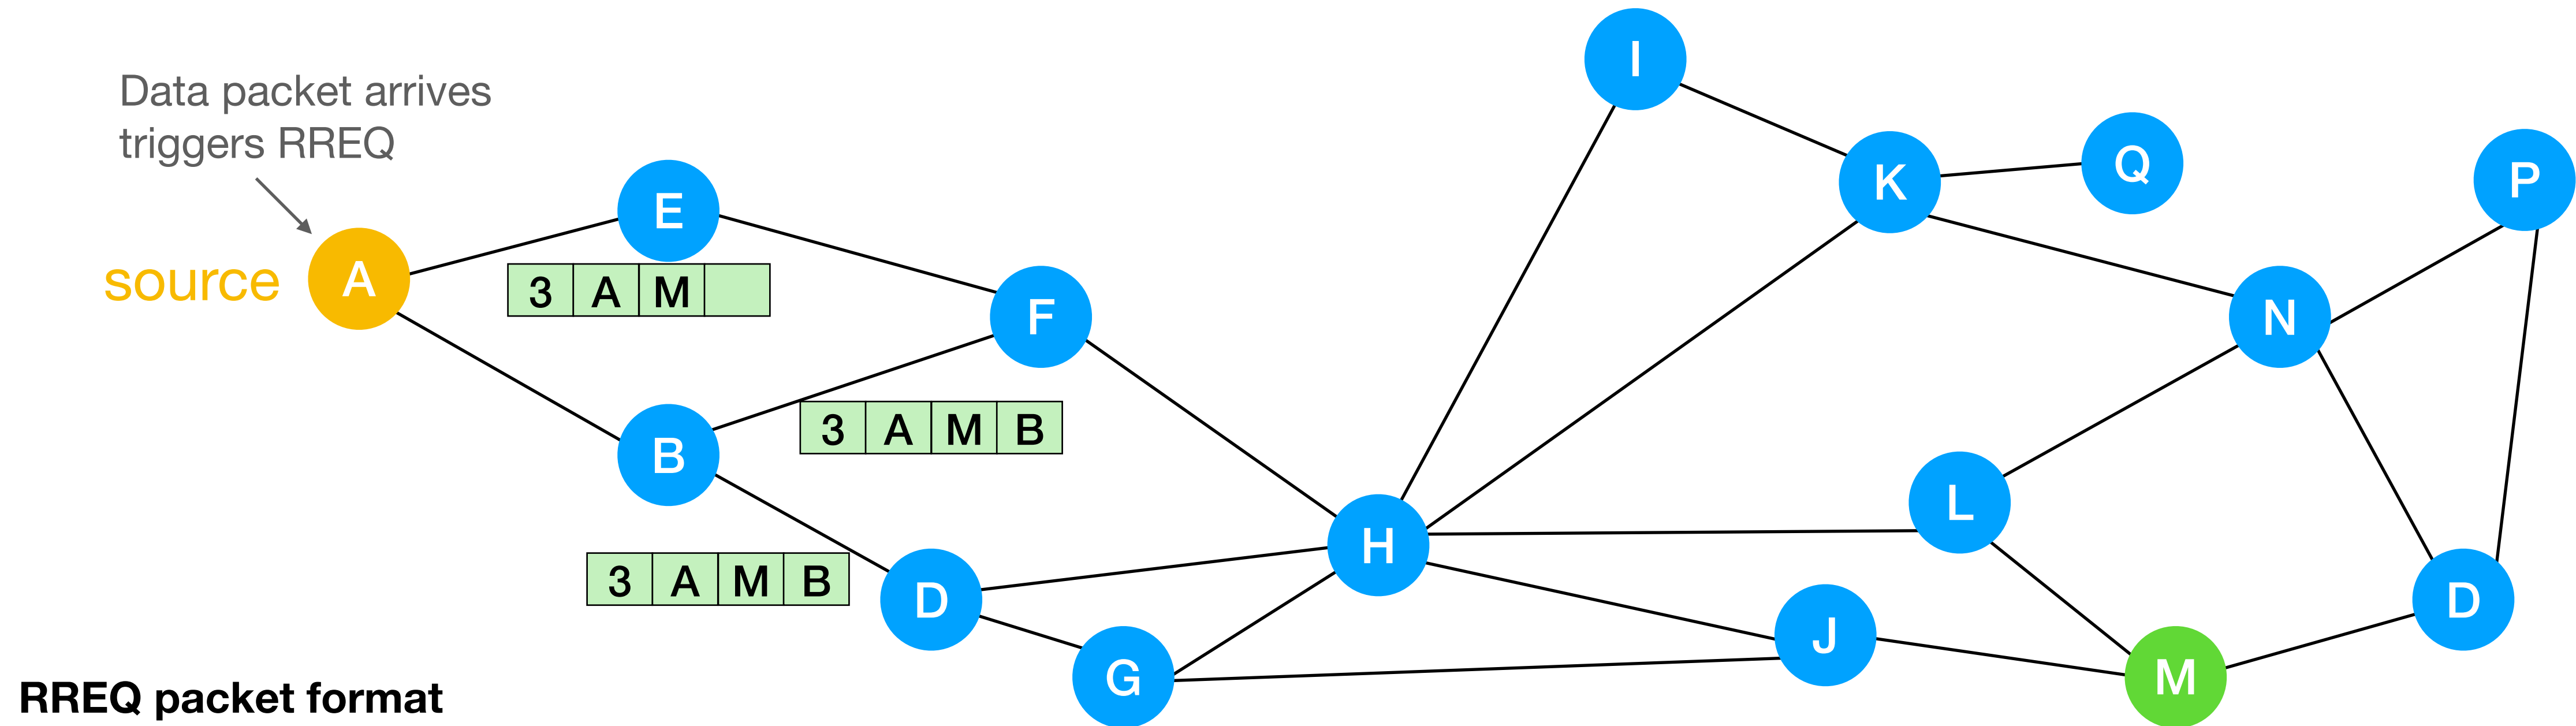 I
Data packet arrives
triggers RREQ
Q
K
P
E
source A
3 A M
F
N
3 A M B
B
L
H
3 A M B
D
D
J
G
M
RREQ packet format